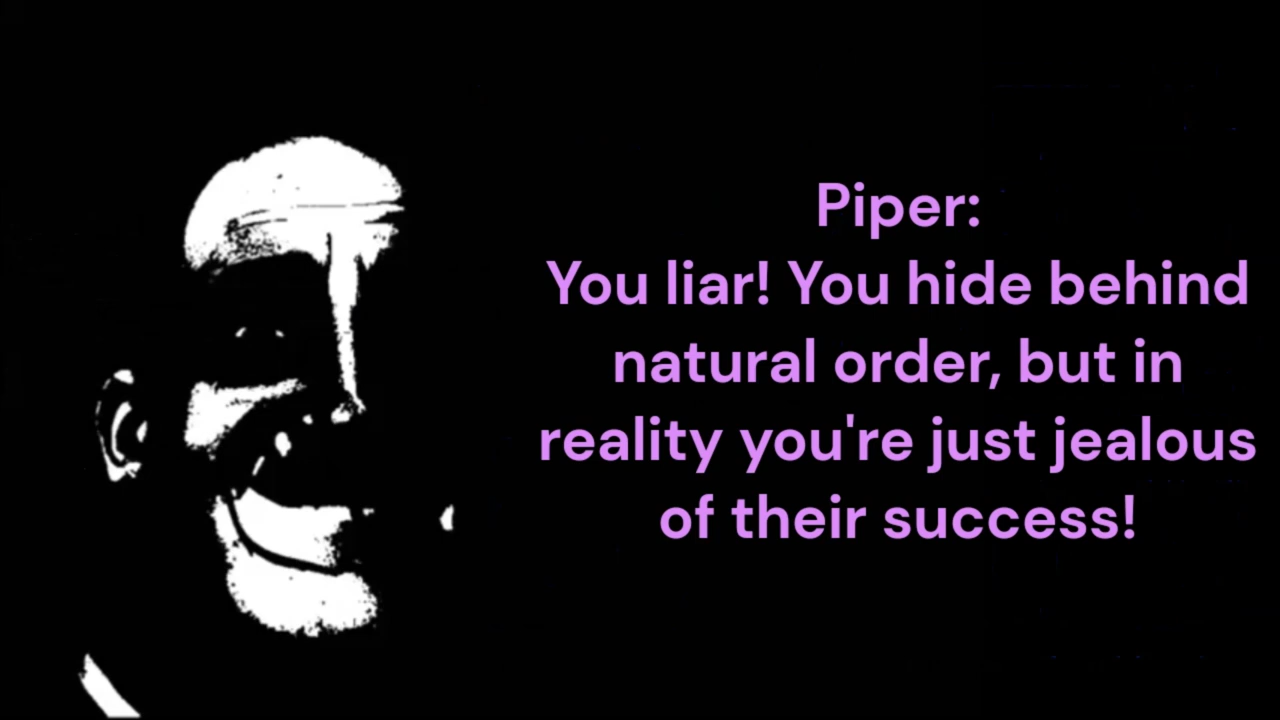 Piper:
You liar! You hide behind
natural order, but in
reality you're just jealous
of their success!